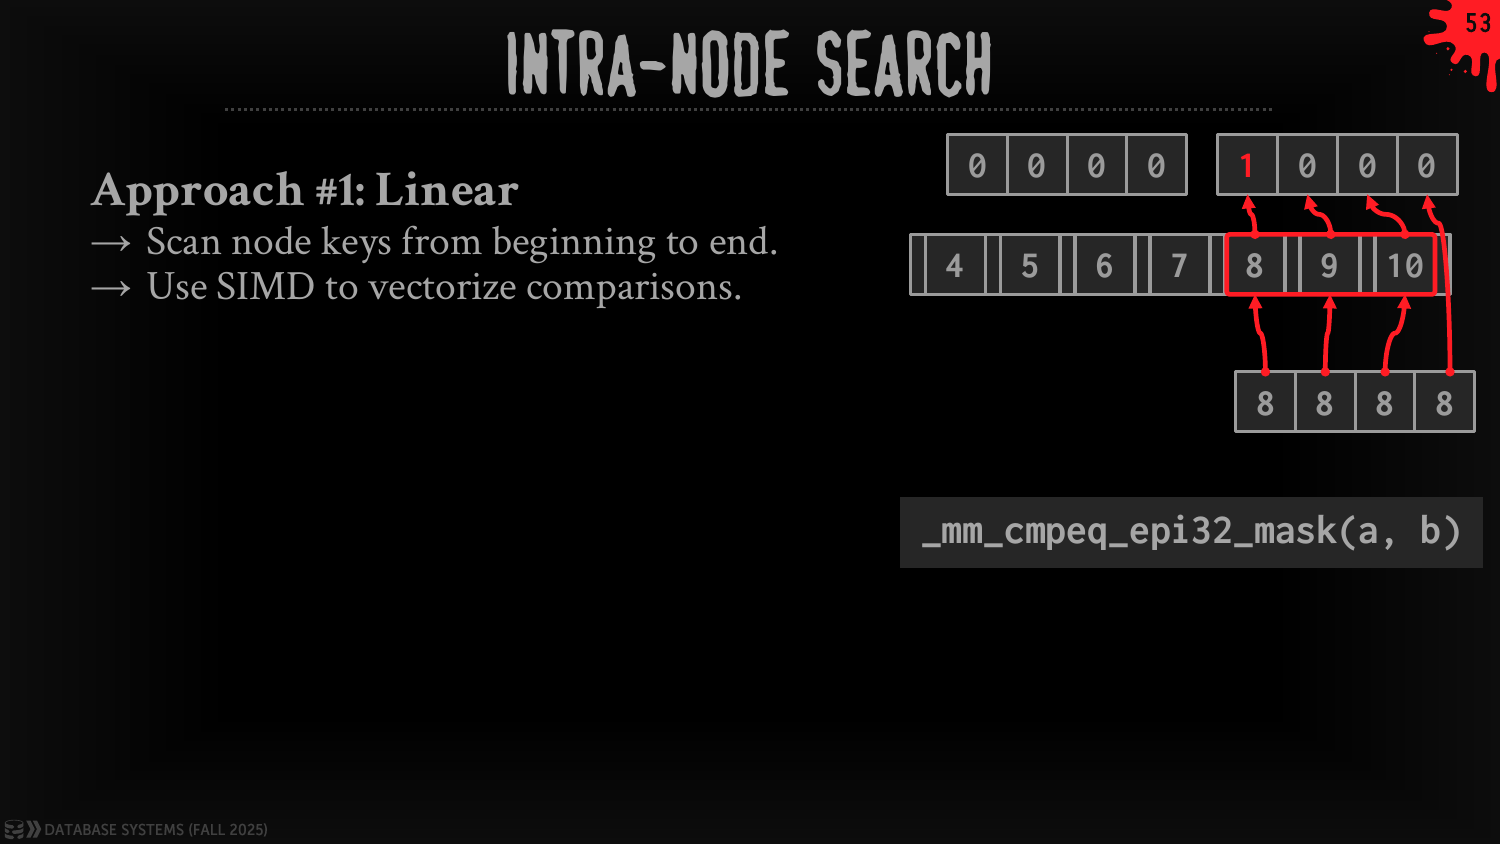 53
INTRA-NODE SEARCH
Approach #1: Linear
→ Scan node keys from beginning to end.
→ Use SIMD to vectorize comparisons.
0 0 0 0 1 0 0 0
4 5 6 7 8 9 10
8 8 8 8
_mm_cmpeq_epi32_mask(a, b)
DATABASE SYSTEMS (FALL 2025)